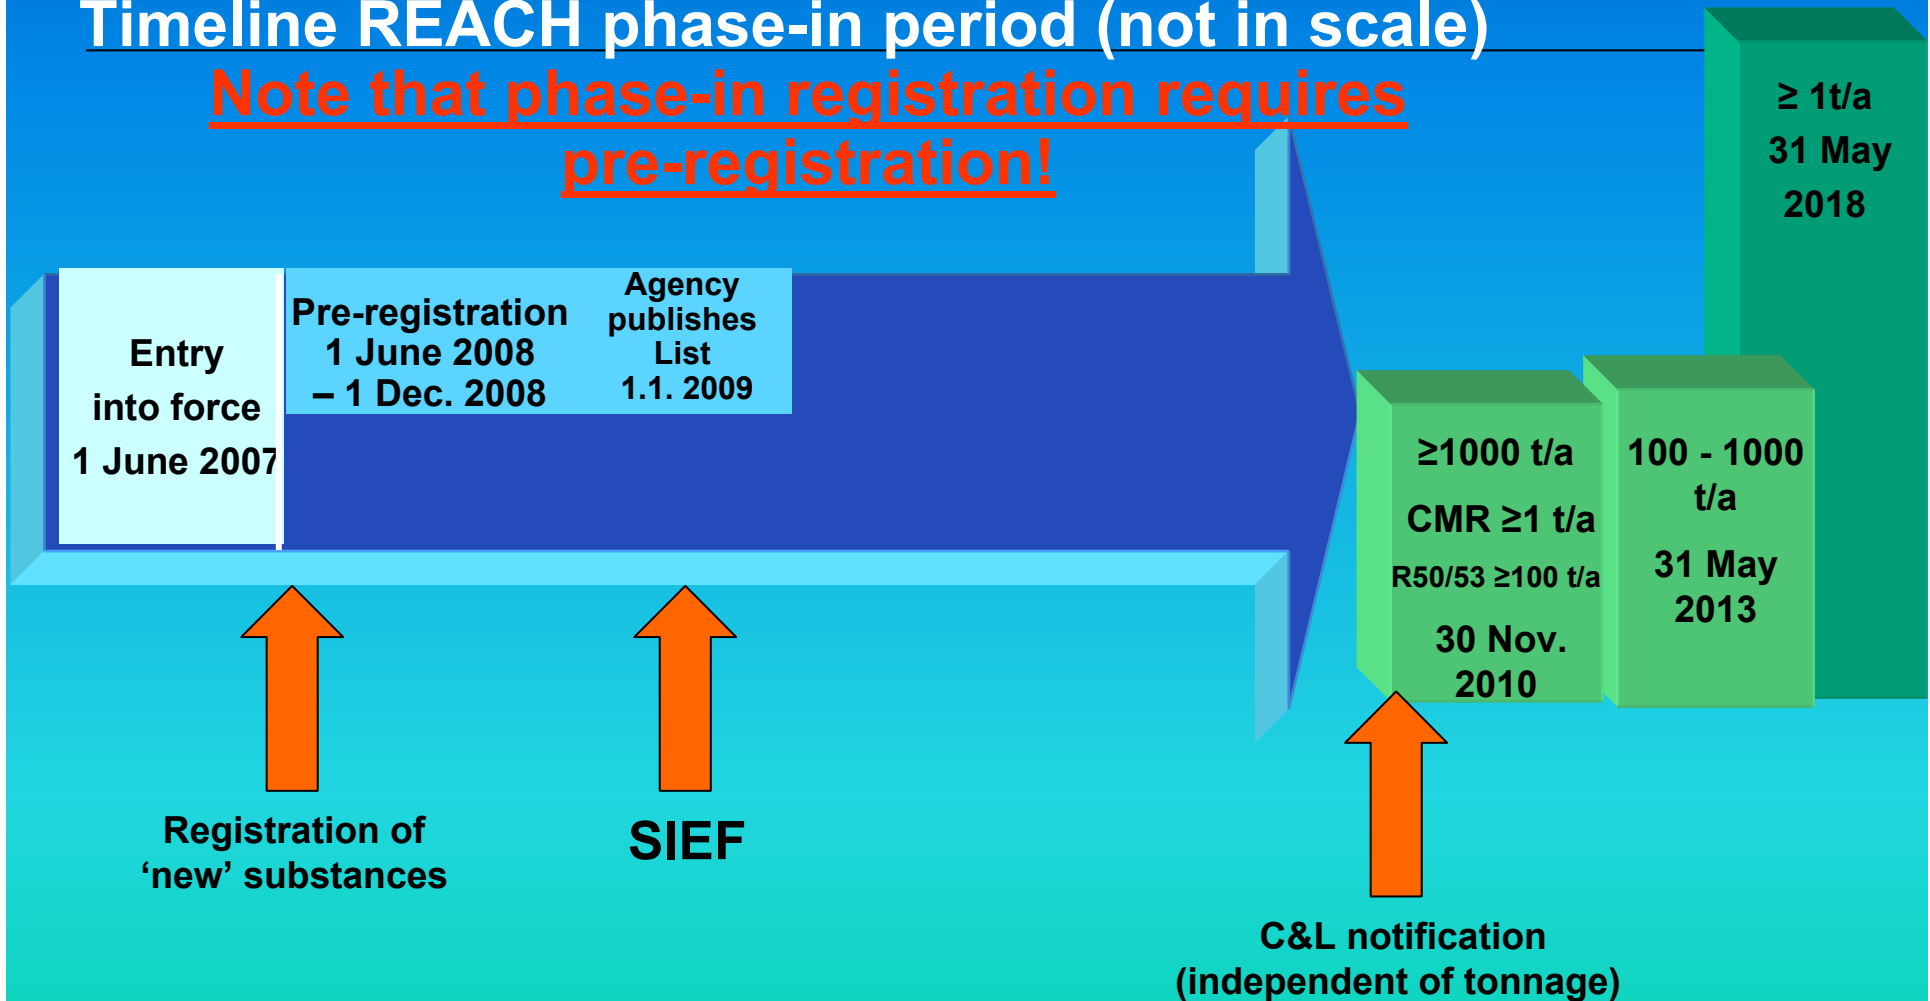 Timeline REACH phase-in period (not in scale)
Note that phase-in registration requires
pre-registration!
Entry
into force
1 June 2007
Pre-registration
1 June 2008
– 1 Dec. 2008
Agency
publishes
List
1.1. 2009
≥1000 t/a
CMR ≥1 t/a
R50/53 ≥100 t/a
30 Nov.
2010
100 - 1000
t/a
31 May
2013
≥ 1t/a
31 May
2018
Registration of
‘new’ substances
SIEF
C&L notification
(independent of tonnage)